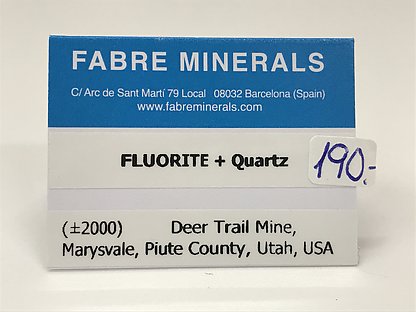 FABRE MINERALS
C/ Arc de Sant Martí 79 Local 08032 Barcelona (Spain)
www.fabreminerals.com
FLUORITE + Quartz
190.-
(±2000) Deer Trail Mine,
Marysvale, Piute County, Utah, USA